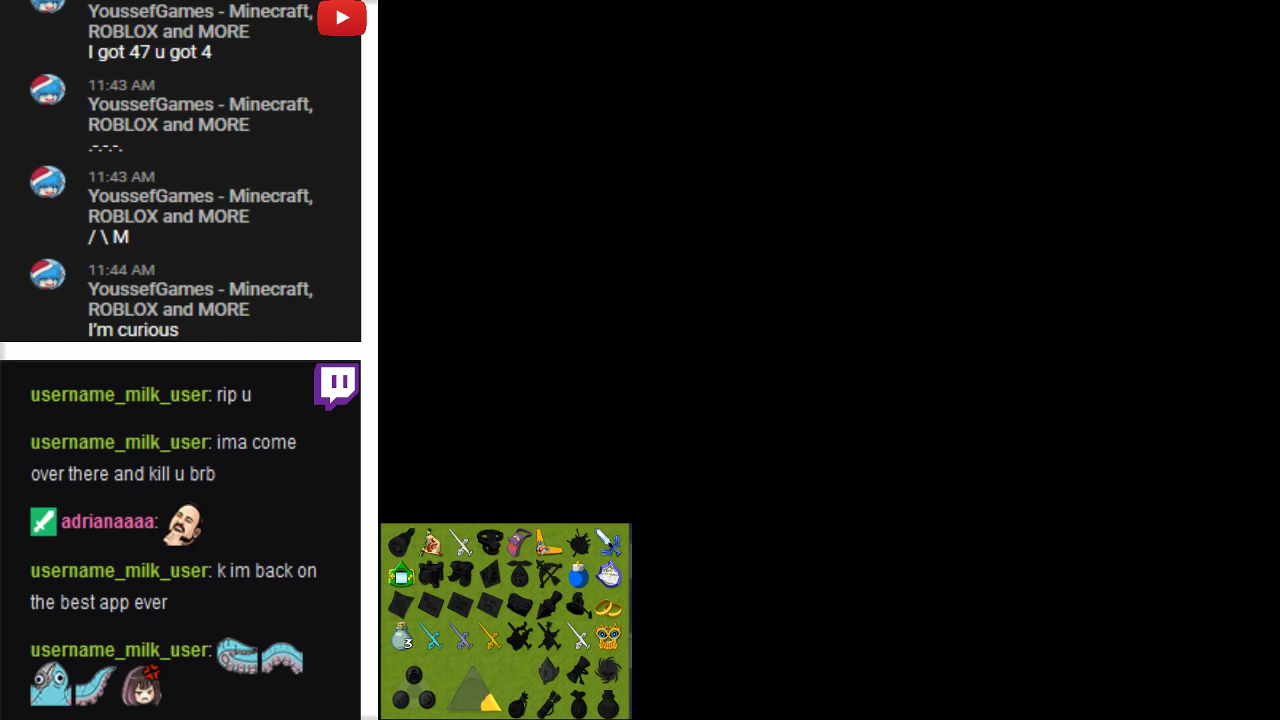 YoussefGames - Minecraft,
ROBLOX and MORE
I got 47 u got 4
11:43 AM
YoussefGames - Minecraft,
ROBLOX and MORE
.-.-.-.
11:43 AM
YoussefGames - Minecraft,
ROBLOX and MORE
/ \ M
11:44 AM
YoussefGames - Minecraft,
ROBLOX and MORE
I'm curious
username_milk_user: rip u
username_milk_user: ima come
over there and kill u brb
adrianaaaa:
username_milk_user: k im back on
the best app ever
username_milk_user:
3